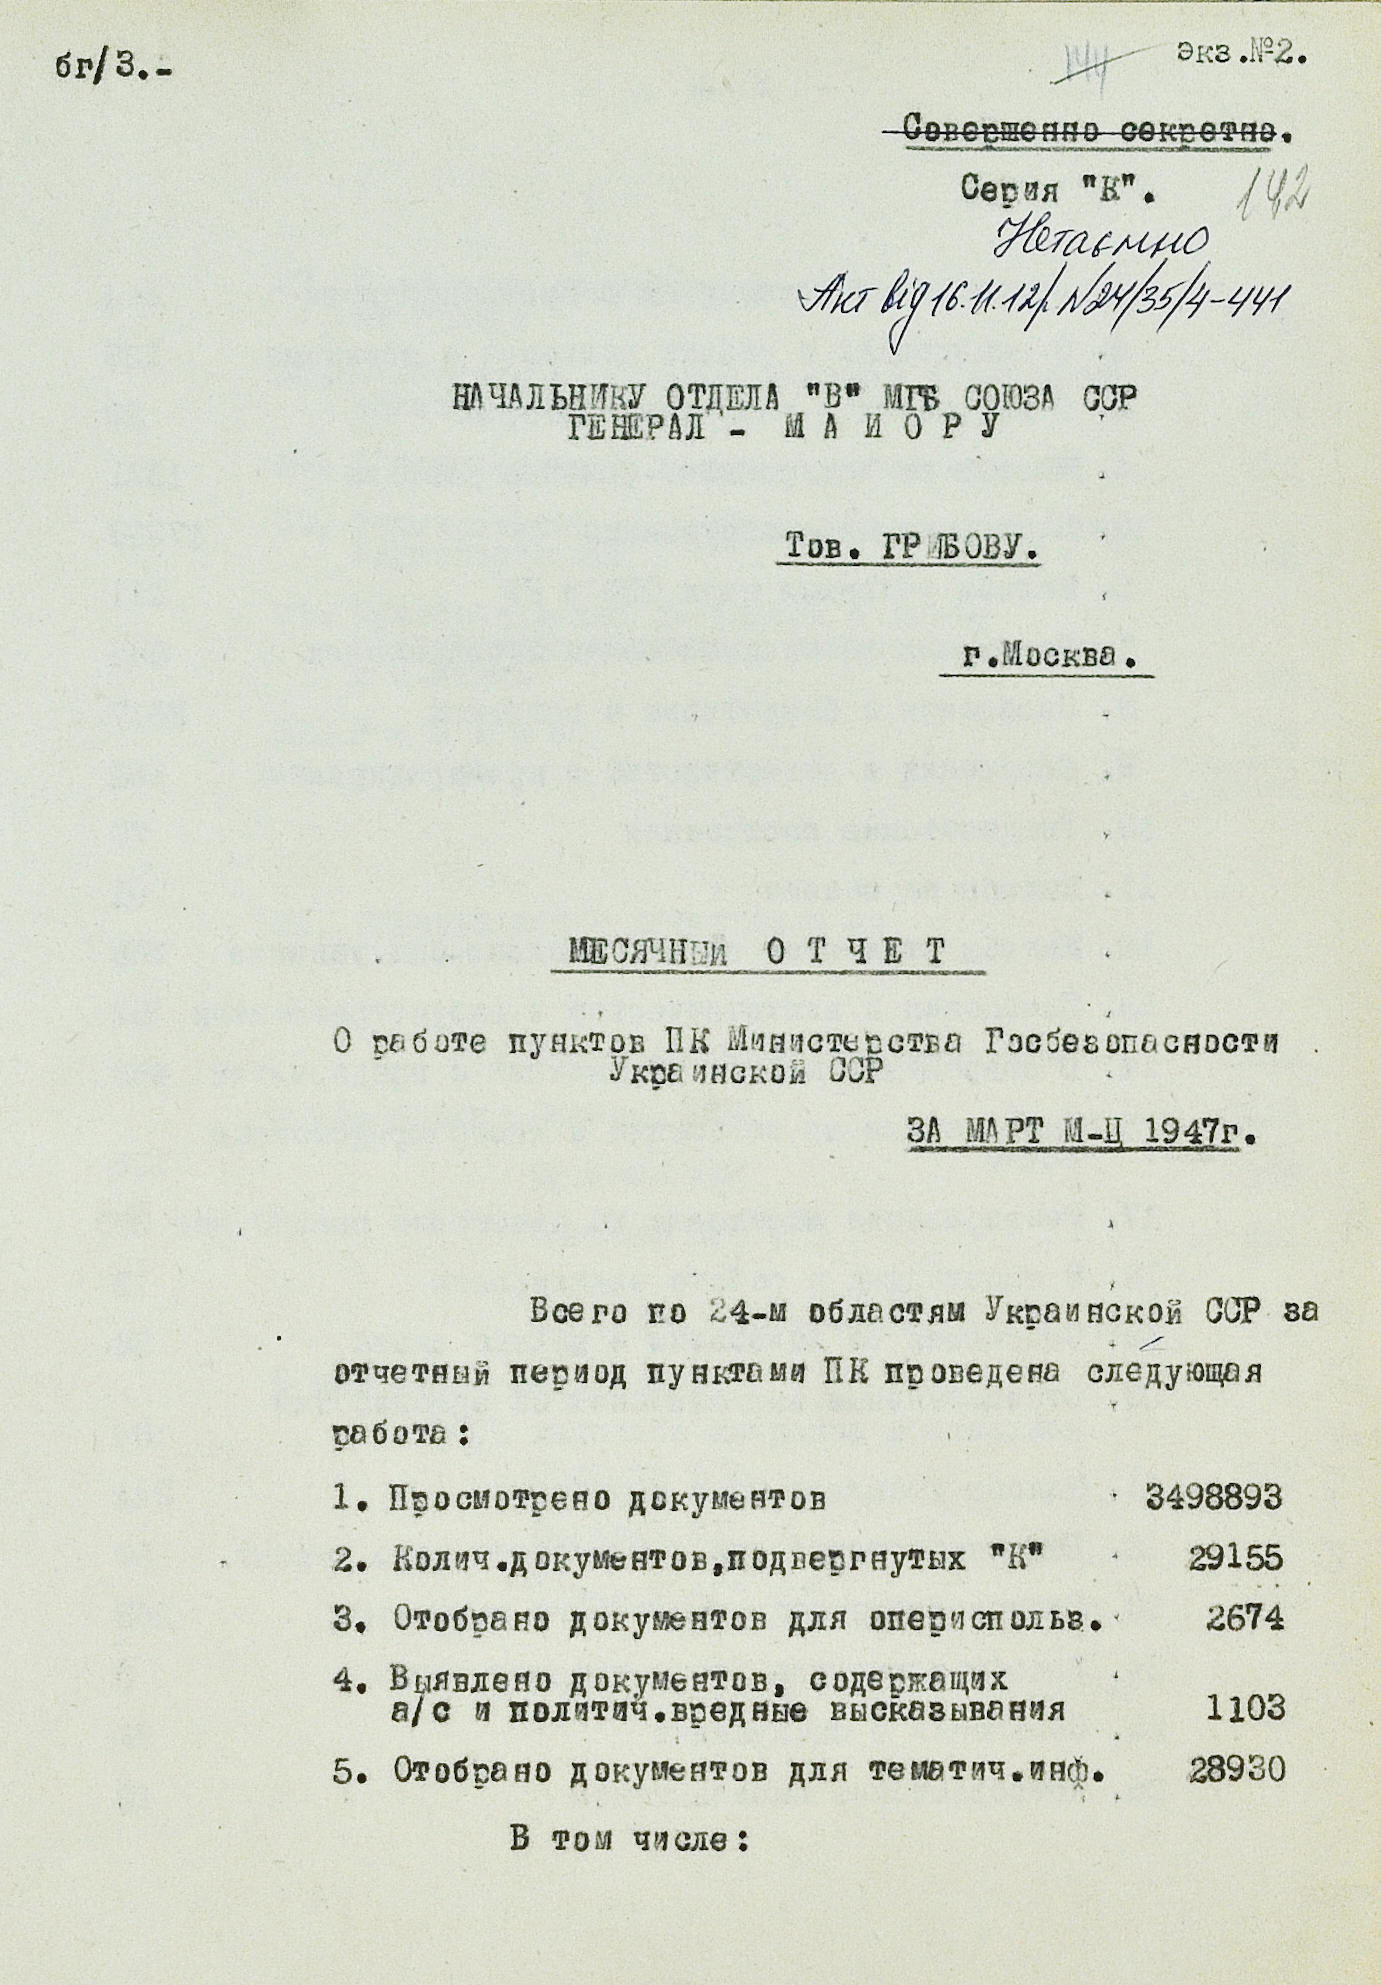 бг/3.-
экз.№2.
144
Совершенно секретно.
Серия "К".
142
Нетаємно
Акт від 16.11.12р. №24/35/4-441
НАЧАЛЬНИКУ ОТДЕЛА "В" МГБ СОЮЗА ССР
ГЕНЕРАЛ - М А И О Р У
Тов. ГРИБОВУ.
г.Москва.
МЕСЯЧНЫЙ О Т Ч Е Т
О работе пунктов ПК Министерства Госбезопасности
Украинской ССР
ЗА МАРТ М-Ц 1947г.
Всего по 24-м областям Украинской ССР за
отчетный период пунктами ПК проведена следующая
работа:
1. Просмотрено документов 3498893
2. Колич.документов,подвергнутых "К" 29155
3. Отобрано документов для оперисполь­з. 2674
4. Выявлено документов, содержащих
а/с и политич.вредные высказывания 1103
5. Отобрано документов для тематич.инф. 28930
В том числе: